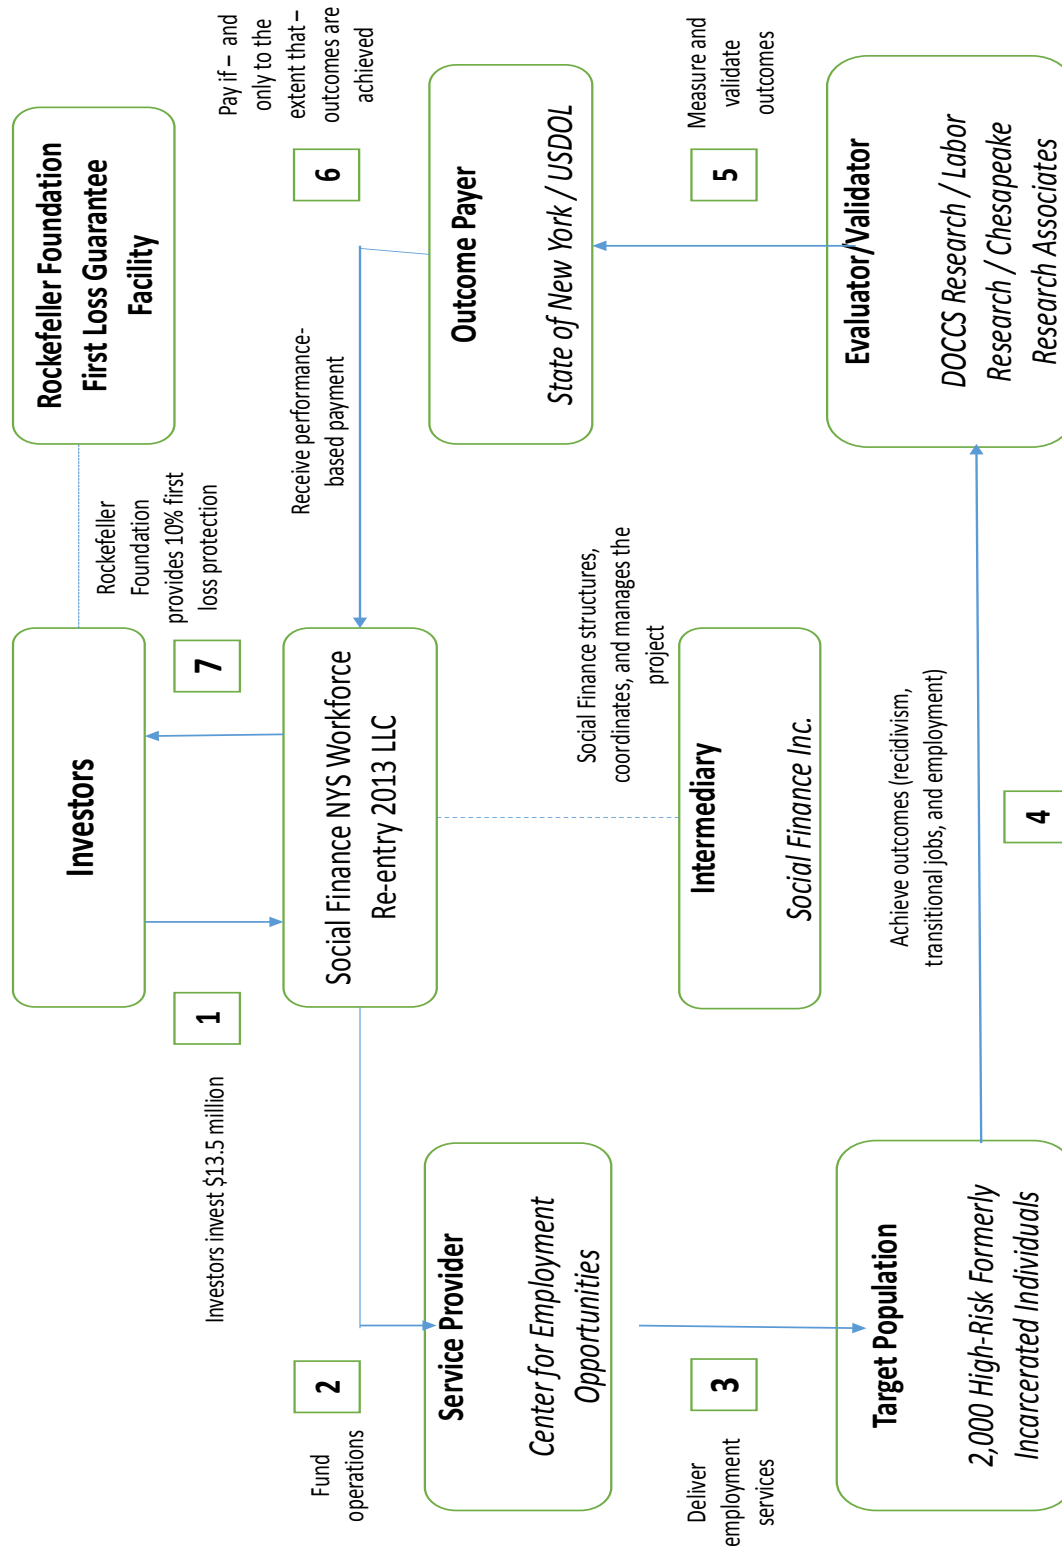 Investors invest $13.5 million
1
Investors
7
Rockefeller
Foundation
provides 10% first
loss protection
Rockefeller Foundation
First Loss Guarantee
Facility
2
Fund
operations
Social Finance NYS Workforce
Re-entry 2013 LLC
Receive performance-
based payment
6
Pay if – and
only to the
extent that –
outcomes are
achieved
Service Provider
Center for Employment
Opportunities
Social Finance structures,
coordinates, and manages the
project
Outcome Payer
State of New York / USDOL
3
Deliver
employment
services
Intermediary
Social Finance Inc.
5
Measure and
validate
outcomes
Target Population
2,000 High-Risk Formerly
Incarcerated Individuals
Achieve outcomes (recidivism,
transitional jobs, and employment)
4
Evaluator/Validator
DOCCS Research / Labor
Research / Chesapeake
Research Associates